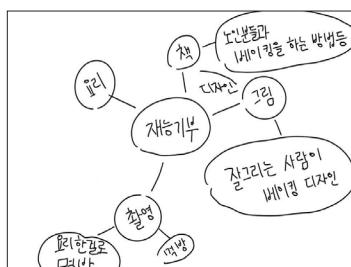 책
노인분들과
베이킹을 하는 방법등
요리
디자인
그림
재능기부
잘그리는 사람이
베이킹 디자인
촬영
요리한걸로
먹방